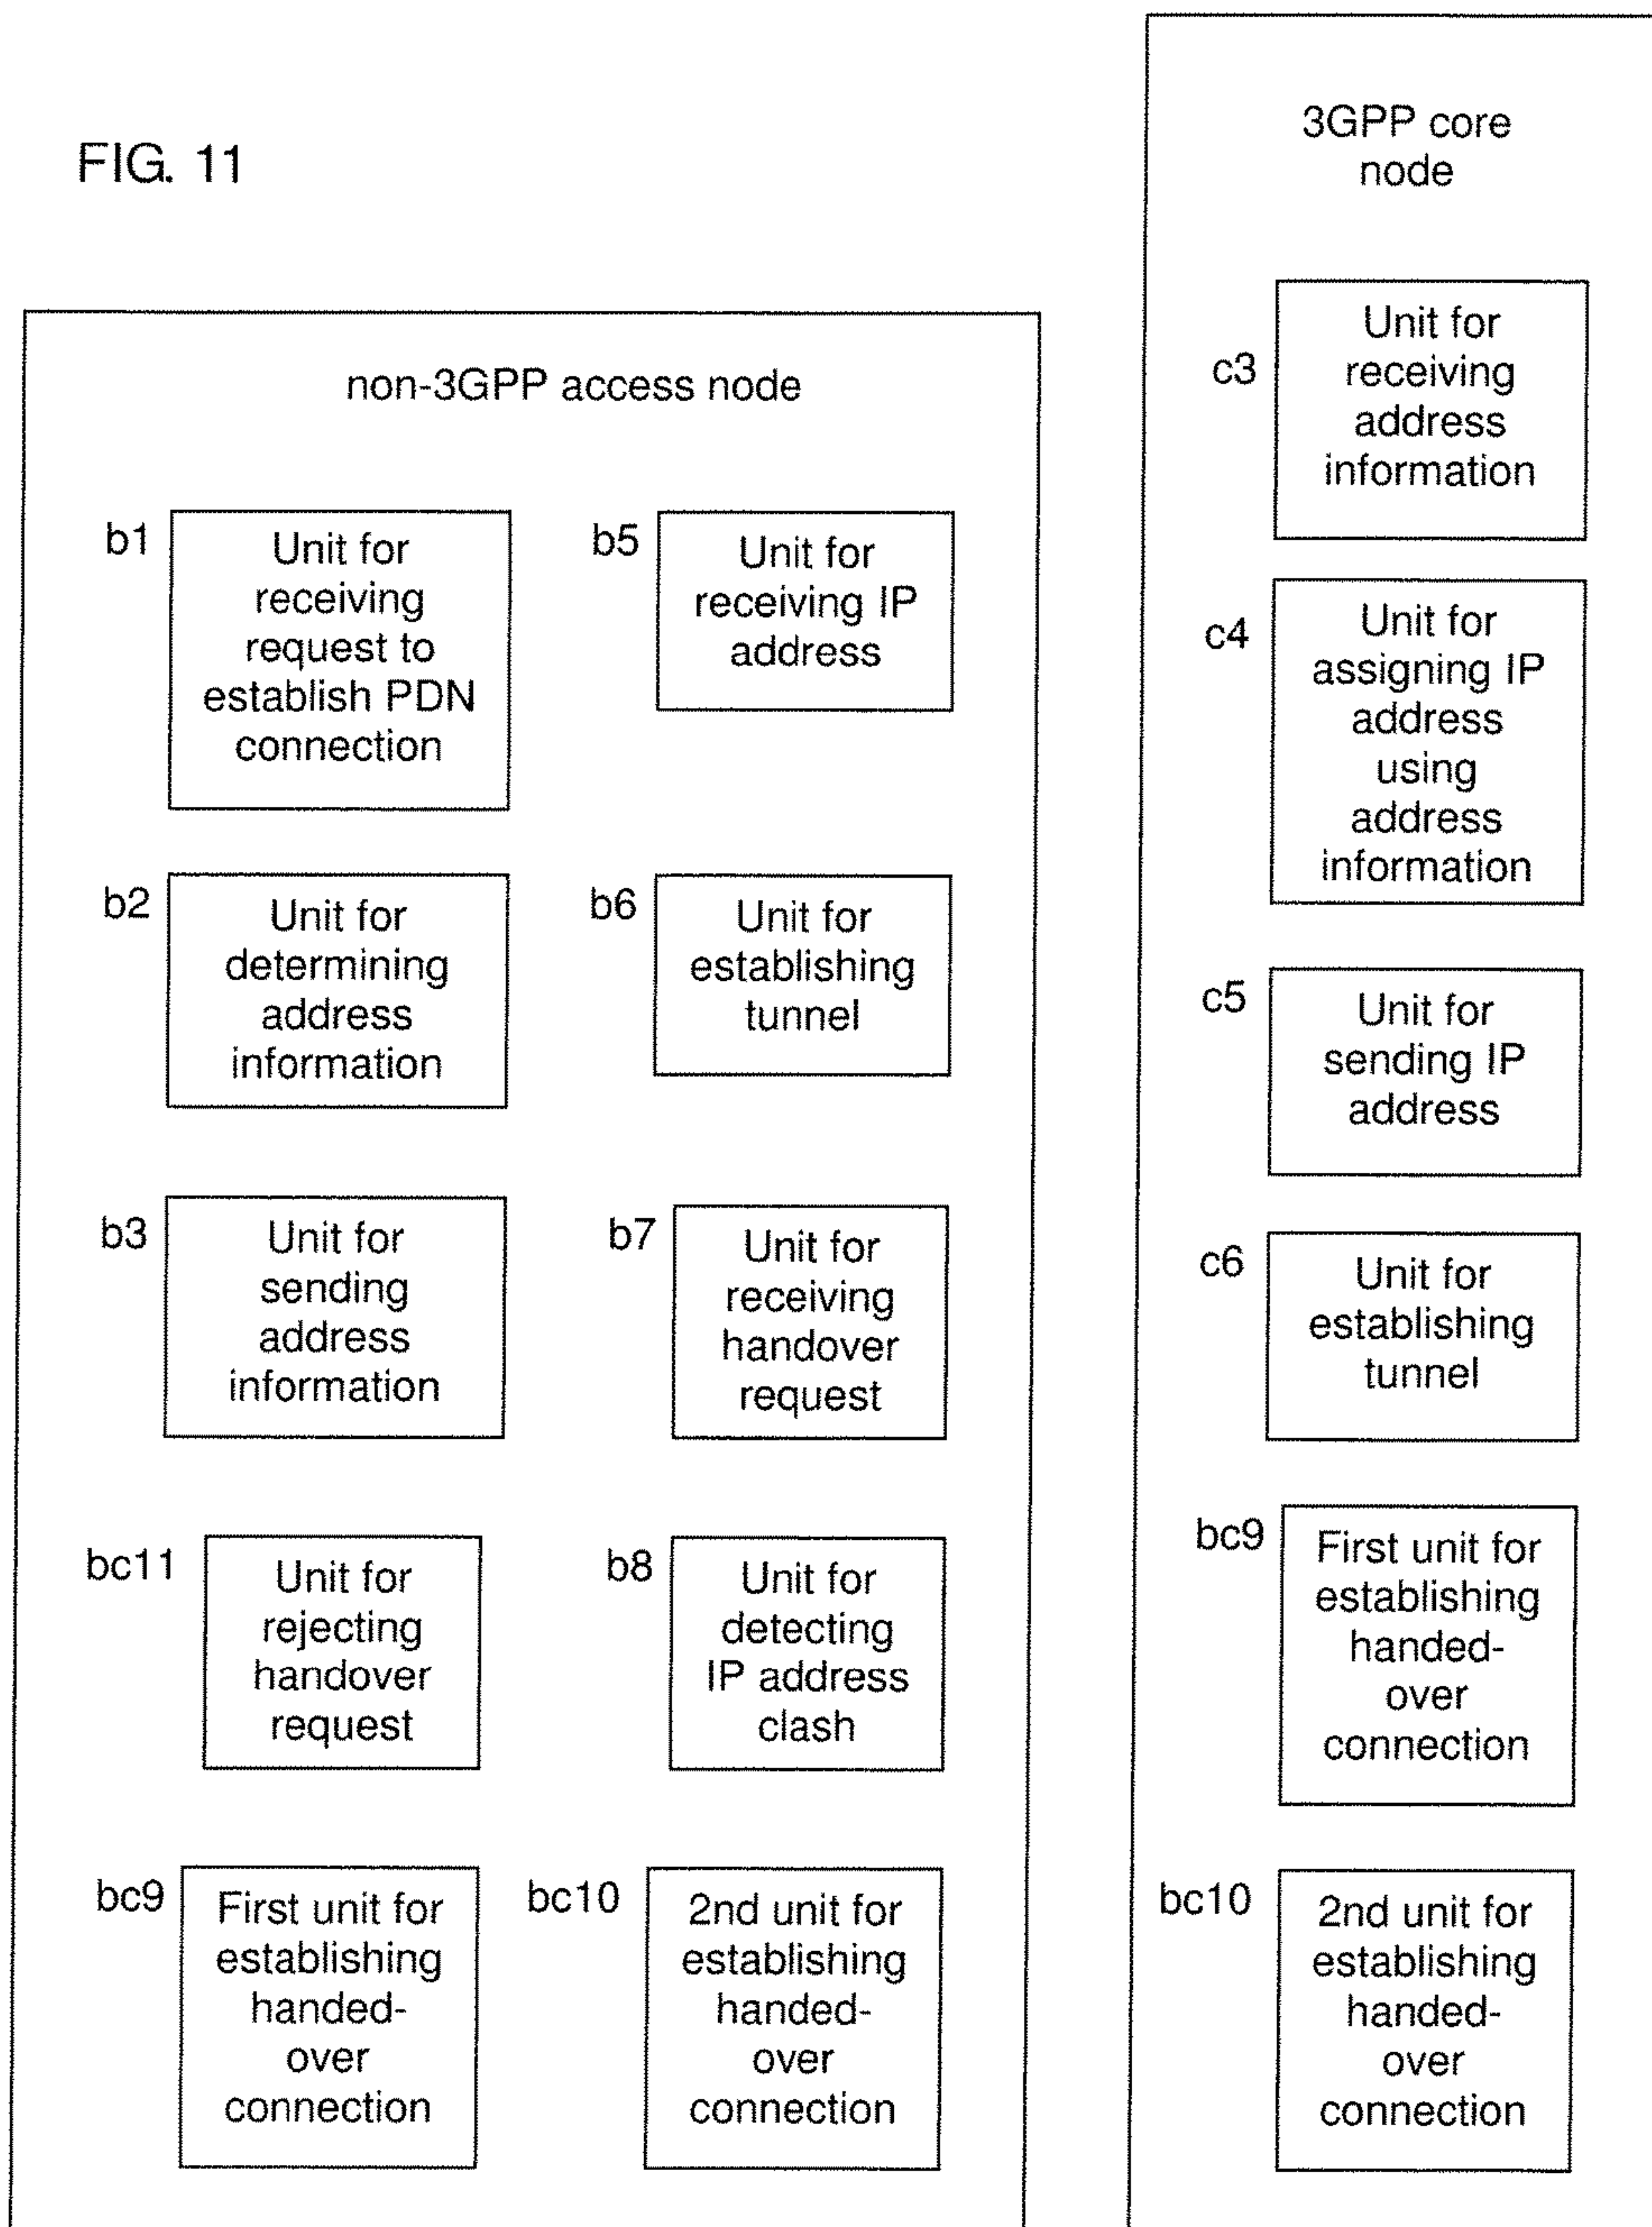 FIG. 11
non-3GPP access node
b1
Unit for
receiving
request to
establish PDN
connection
b5
Unit for
receiving IP
address
b2
Unit for
determining
address
information
b6
Unit for
establishing
tunnel
b3
Unit for
sending
address
information
b7
Unit for
receiving
handover
request
bc11
Unit for
rejecting
handover
request
b8
Unit for
detecting
IP address
clash
bc9
First unit for
establishing
handed-
over
connection
bc10
2nd unit for
establishing
handed-
over
connection
3GPP core
node
c3
Unit for
receiving
address
information
c4
Unit for
assigning IP
address
using
address
information
c5
Unit for
sending IP
address
c6
Unit for
establishing
tunnel
bc9
First unit for
establishing
handed-
over
connection
bc10
2nd unit for
establishing
handed-
over
connection